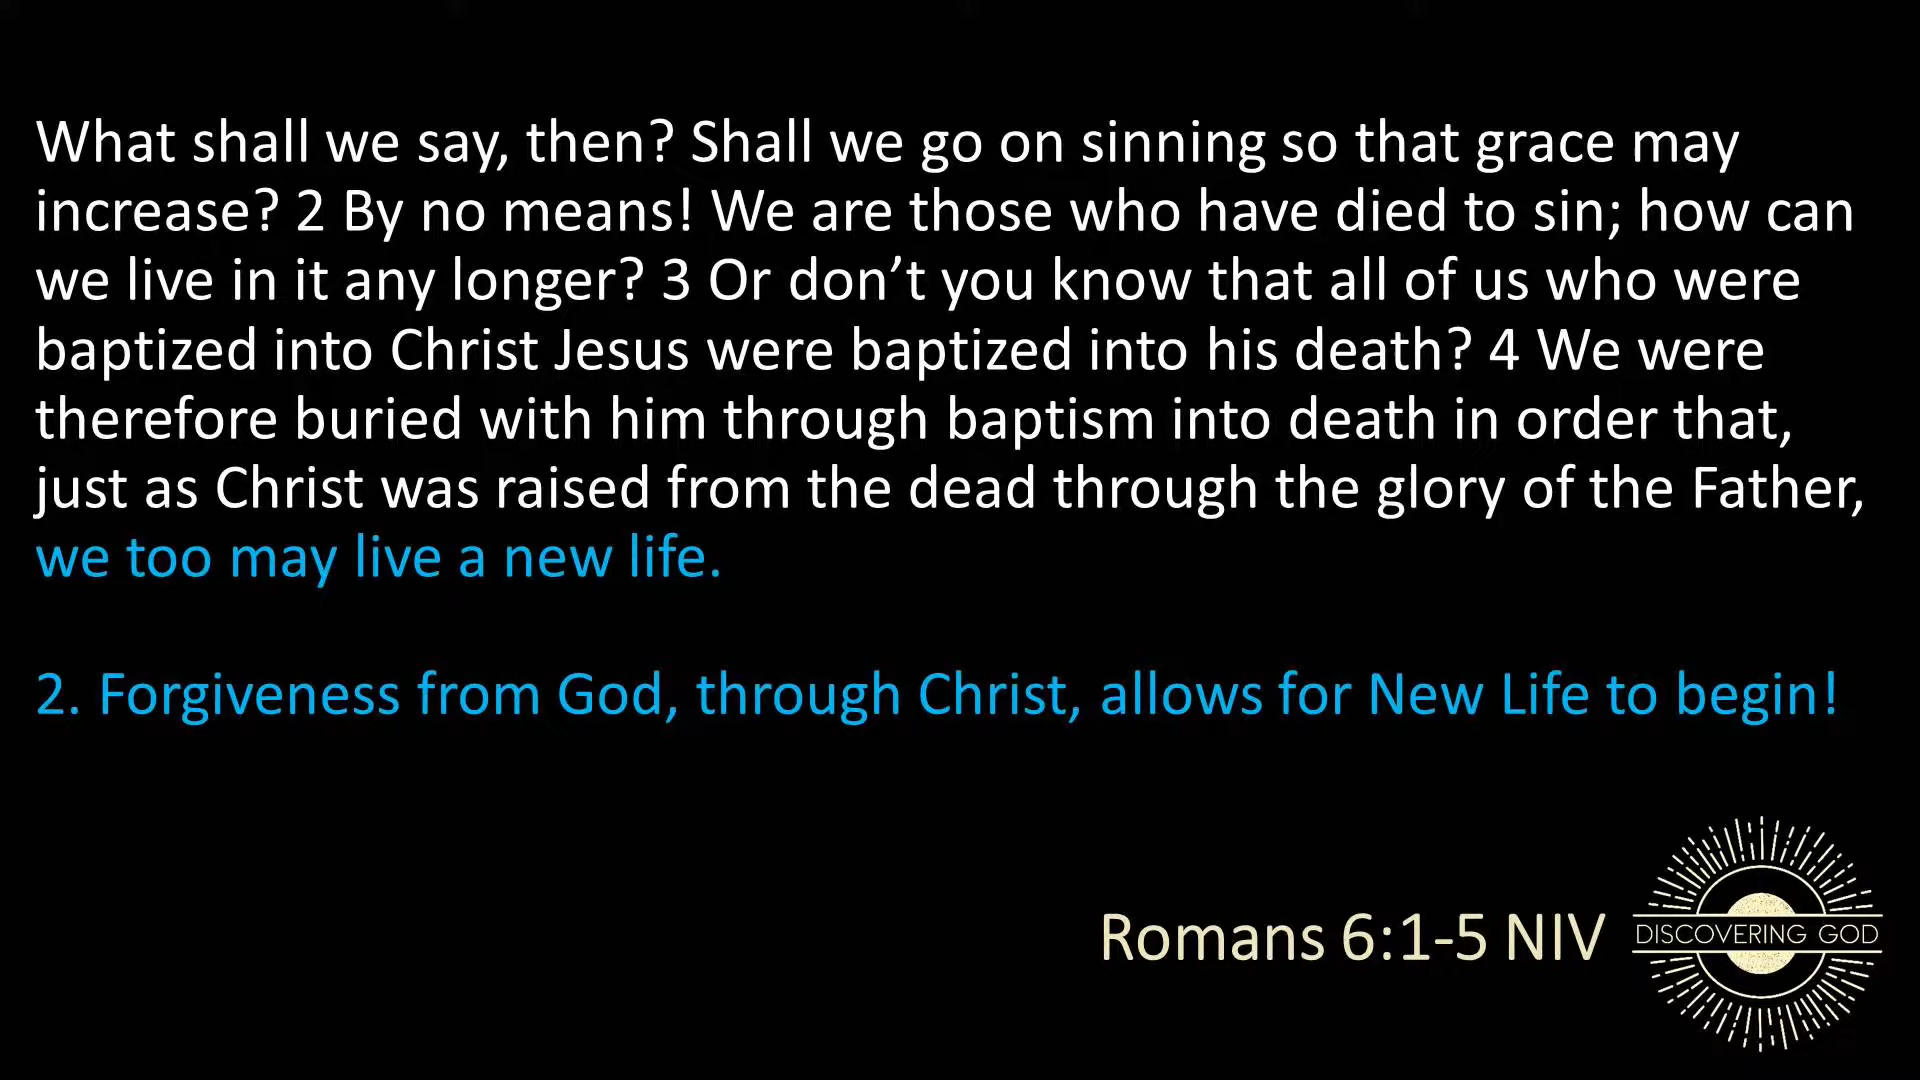 What shall we say, then? Shall we go on sinning so that grace may
increase? 2 By no means! We are those who have died to sin; how can
we live in it any longer? 3 Or don’t you know that all of us who were
baptized into Christ Jesus were baptized into his death? 4 We were
therefore buried with him through baptism into death in order that,
just as Christ was raised from the dead through the glory of the Father,
we too may live a new life.
2. Forgiveness from God, through Christ, allows for New Life to begin!
Romans 6:1-5 NIV
DISCOVERING GOD